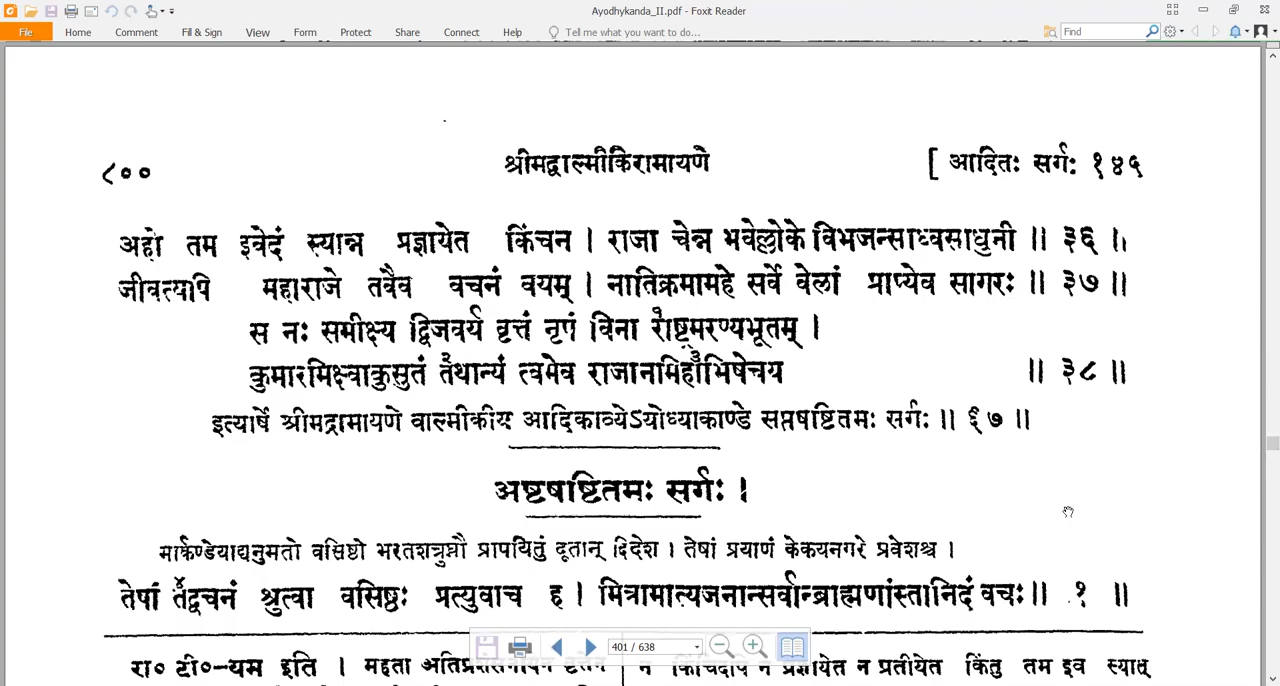 Ayodhykanda_II.pdf - Foxit Reader
File Home Comment Fill & Sign View Form Protect Share Connect Help Tell me what you want to do... Find
८०० श्रीमद्वाल्मीकिरामायणे [ आदितः सर्गः १४५
अहो तम इवेदं स्यान्न प्रज्ञायेत किंचन । राजा चेन्न भवेल्लोके विभजन्साध्वसाधुनी ॥ ३६ ॥
जीवत्यपि महाराजे तवैव वचनं वयम् । नातिक्रमामहे सर्वे वेलां प्राप्येव सागरः ॥ ३७ ॥
स नः समीक्ष्य द्विजवर्य वृत्तं नृपं विना राष्ट्रमरण्यभूतम् ।
कुमारमिक्ष्वाकुसुतं तथान्यं त्वमेव राजानमिहाभिषेचय ॥ ३८ ॥
इत्यार्षे श्रीमद्रामायणे वाल्मीकीय आदिकाव्येऽयोध्याकाण्डे सप्तषष्टितमः सर्गः ॥ ६७ ॥
अष्टषष्टितमः सर्गः ।
मार्कण्डेयाद्यनुमतो वसिष्ठो भरतशत्रुघ्नौ प्रापयितुं दूतान् दिदेश । तेषां प्रयाणं केकयनगरे प्रवेशश्च ।
तेषां तद्वचनं श्रुत्वा वसिष्ठः प्रत्युवाच ह । मित्रामात्यजनान्सर्वान्ब्राह्मणांस्तानिदं वचः ॥ १ ॥
401 / 638
रा० टी०-यम इति । महता
न किंचिदपि न प्रज्ञायेत न प्रतीयेत किंतु तम इव स्यात्